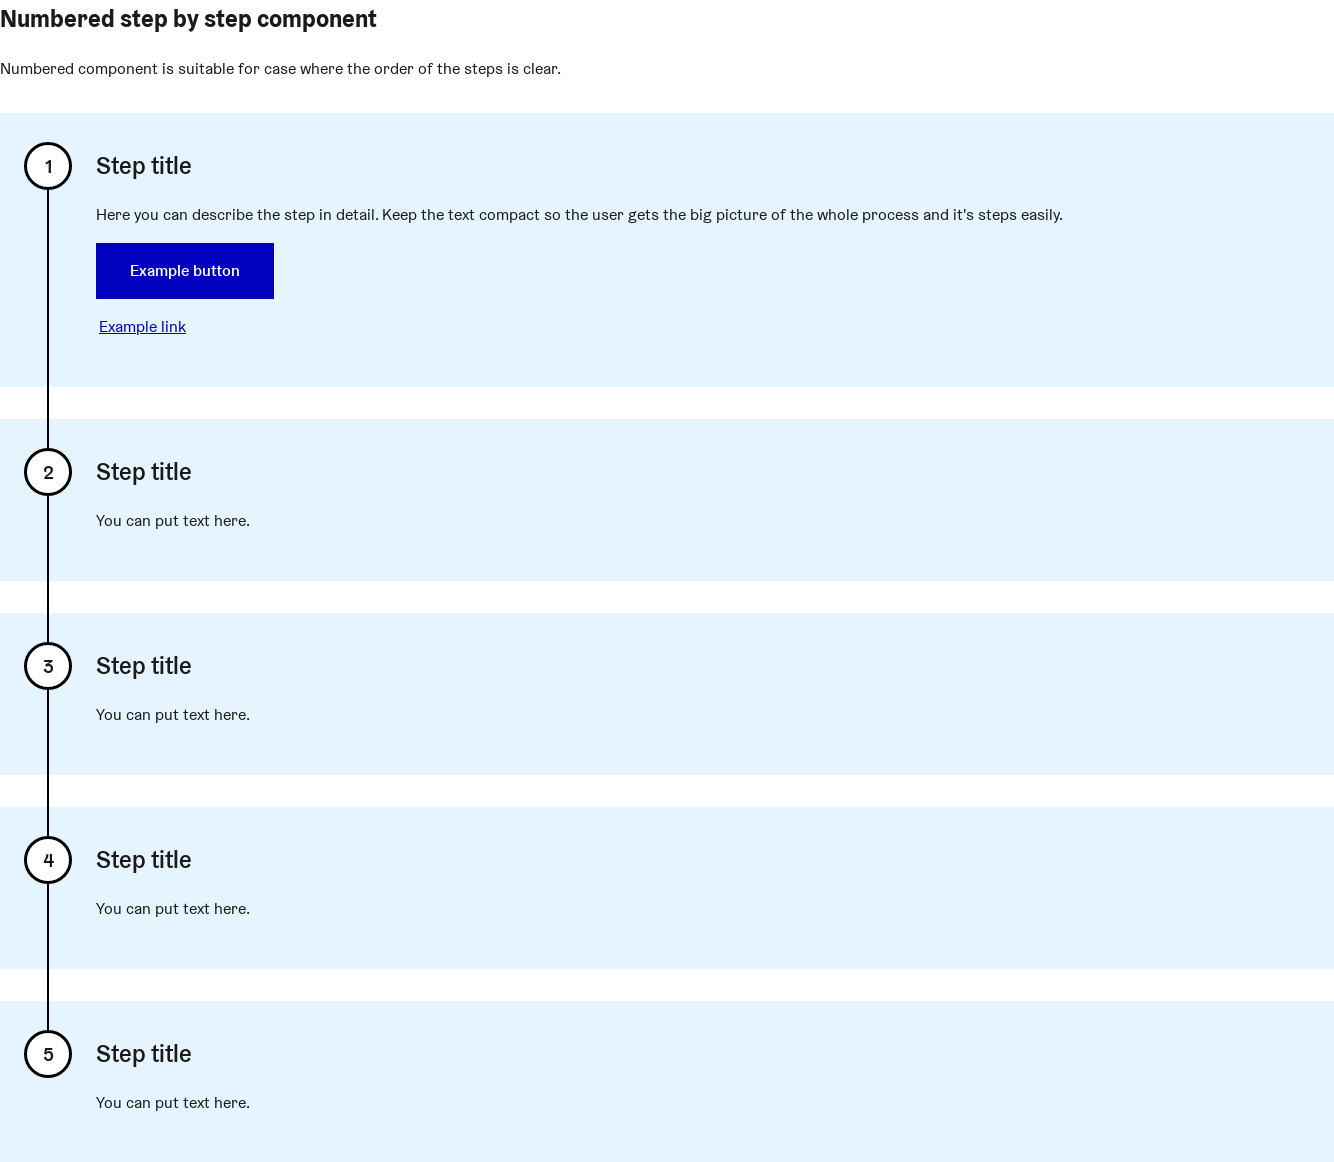 Numbered step by step component
Numbered component is suitable for case where the order of the steps is clear.
1
Step title
Here you can describe the step in detail. Keep the text compact so the user gets the big picture of the whole process and it's steps easily.
Example button
Example link
2
Step title
You can put text here.
3
Step title
You can put text here.
4
Step title
You can put text here.
5
Step title
You can put text here.